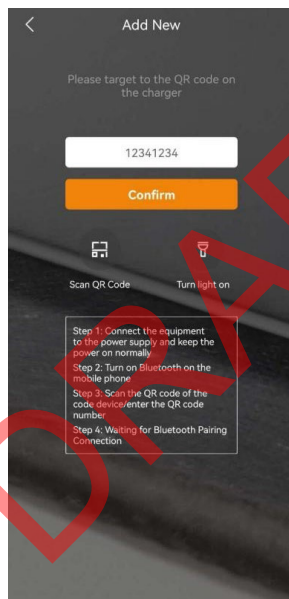 Add New
Please target to the QR code on
the charger
12341234
Confirm
Scan QR Code
Turn light on
Step 1: Connect the equipment
to the power supply and keep the
power on normally
Step 2: Turn on Bluetooth on the
mobile phone
Step 3: Scan the QR code of the
code device/enter the QR code
number
Step 4: Waiting for Bluetooth Pairing
Connection